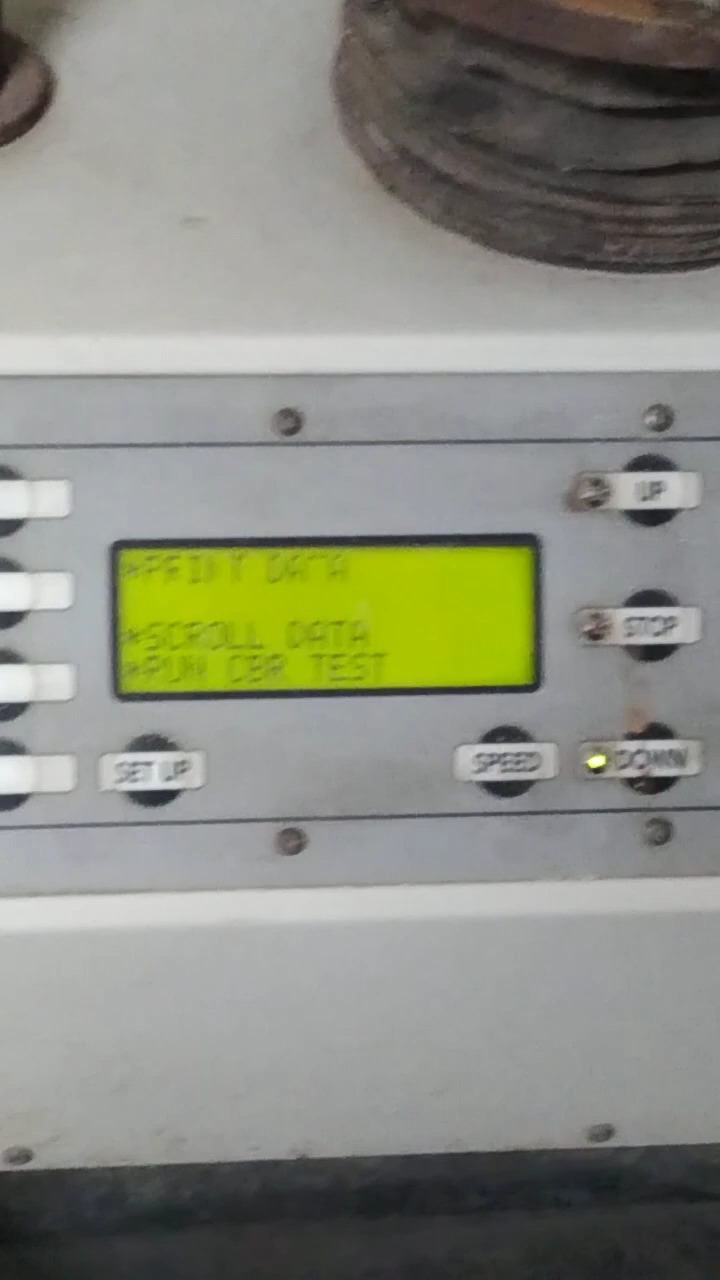 *PRINT DATA
*SCROLL DATA
*RUN CBR TEST
UP
STOP
DOWN
SET UP
SPEED